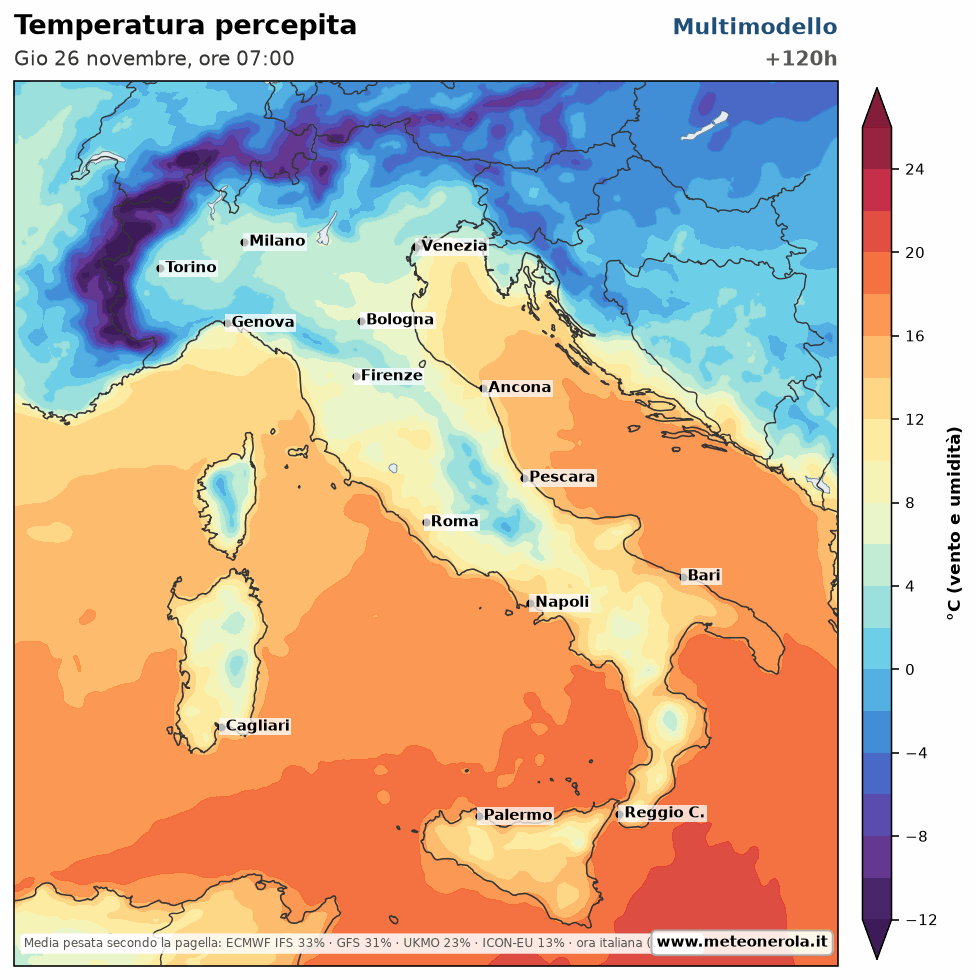 Temperatura percepita
Multimodello
Gio 26 novembre, ore 07:00
+120h
Milano
Venezia
Torino
Genova
Bologna
Firenze
Ancona
Pescara
Roma
Bari
Napoli
Cagliari
Palermo
Reggio C.
24
20
16
12
8
4
0
−4
−8
−12
°C (vento e umidità)
Media pesata secondo la pagella: ECMWF IFS 33% · GFS 31% · UKMO 23% · ICON-EU 13% · ora italiana (
www.meteonerola.it